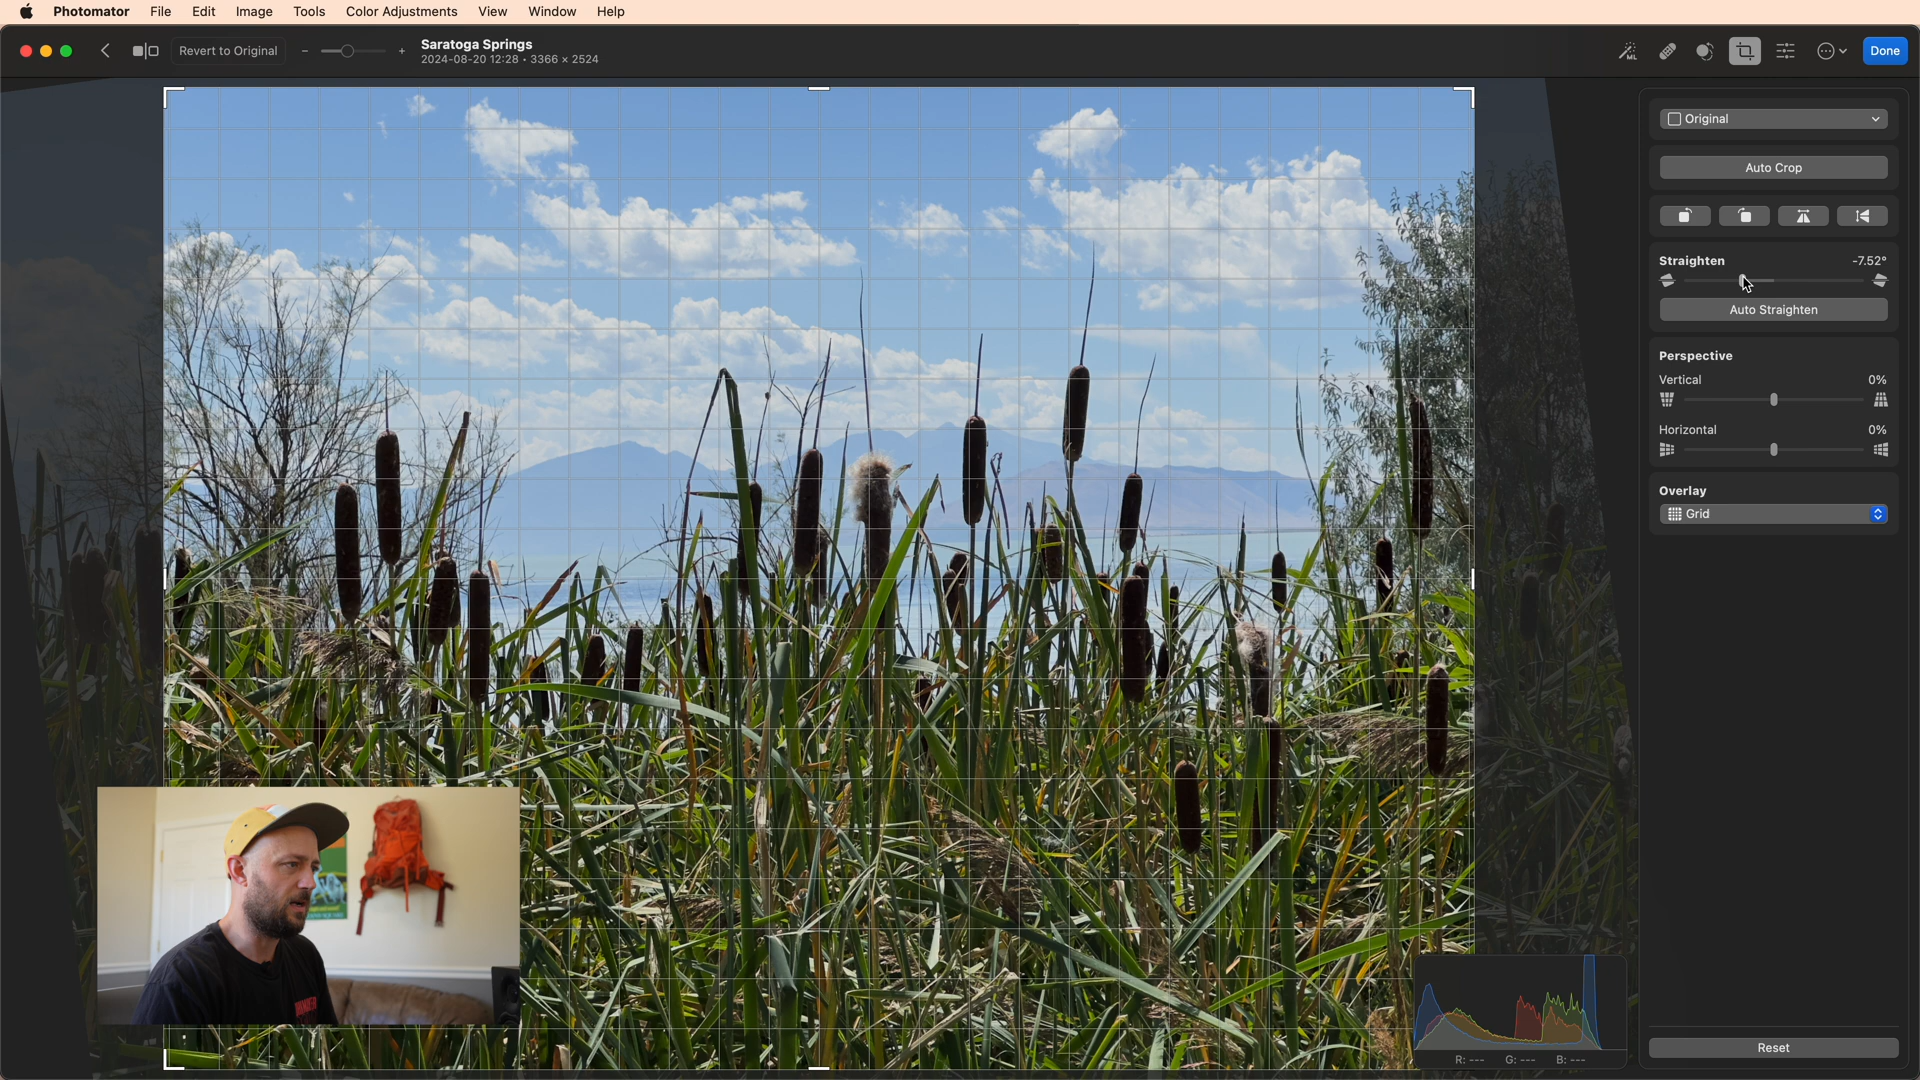 Photomator File Edit Image Tools Color Adjustments View Window Help
Revert to Original
Saratoga Springs
2024-08-20 12:28 • 3366 × 2524
ML
Done
Original
Auto Crop
Straighten -7.52°
Auto Straighten
Perspective
Vertical 0%
Horizontal 0%
Overlay
Grid
R: --- G: --- B: ---
Reset